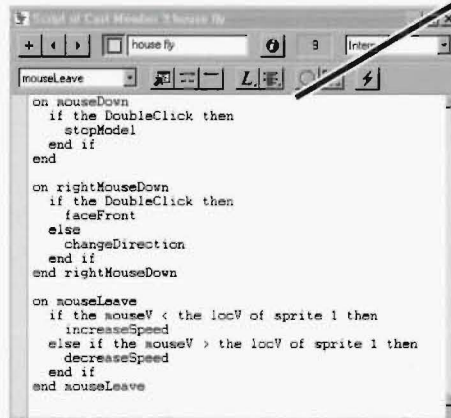 Script of Cast Member 9:house fly
house fly
9
Intern
mouseLeave
L
on mouseDown
if the DoubleClick then
stopModel
end if
end
on rightMouseDown
if the DoubleClick then
faceFront
else
changeDirection
end if
end rightMouseDown
on mouseLeave
if the mouseV < the locV of sprite 1 then
increaseSpeed
else if the mouseV > the locV of sprite 1 then
decreaseSpeed
end if
end mouseLeave